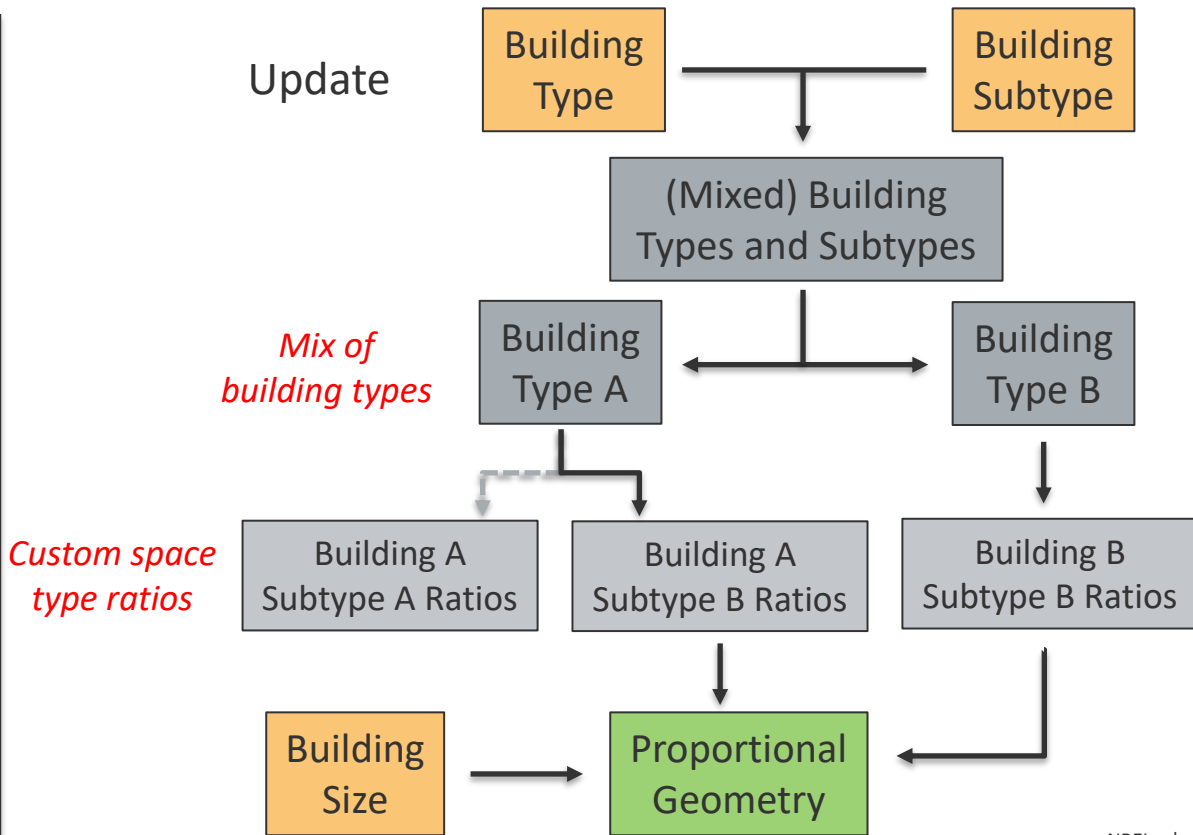 Update
Building
Type
Building
Subtype
(Mixed) Building
Types and Subtypes
Mix of
building types
Building
Type A
Building
Type B
Custom space
type ratios
Building A
Subtype A Ratios
Building A
Subtype B Ratios
Building B
Subtype B Ratios
Building
Size
Proportional
Geometry